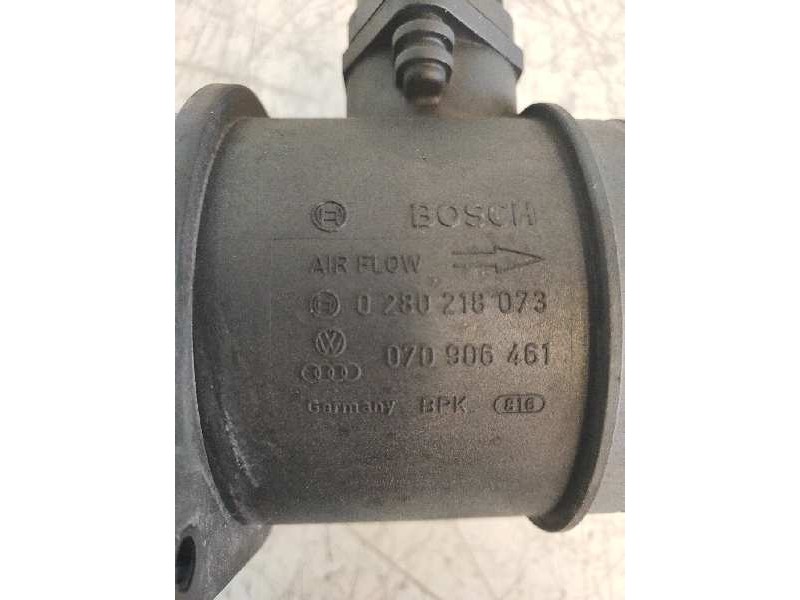 BOSCH
AIR FLOW
0 280 218 073
070 906 461
Germany BPK 816